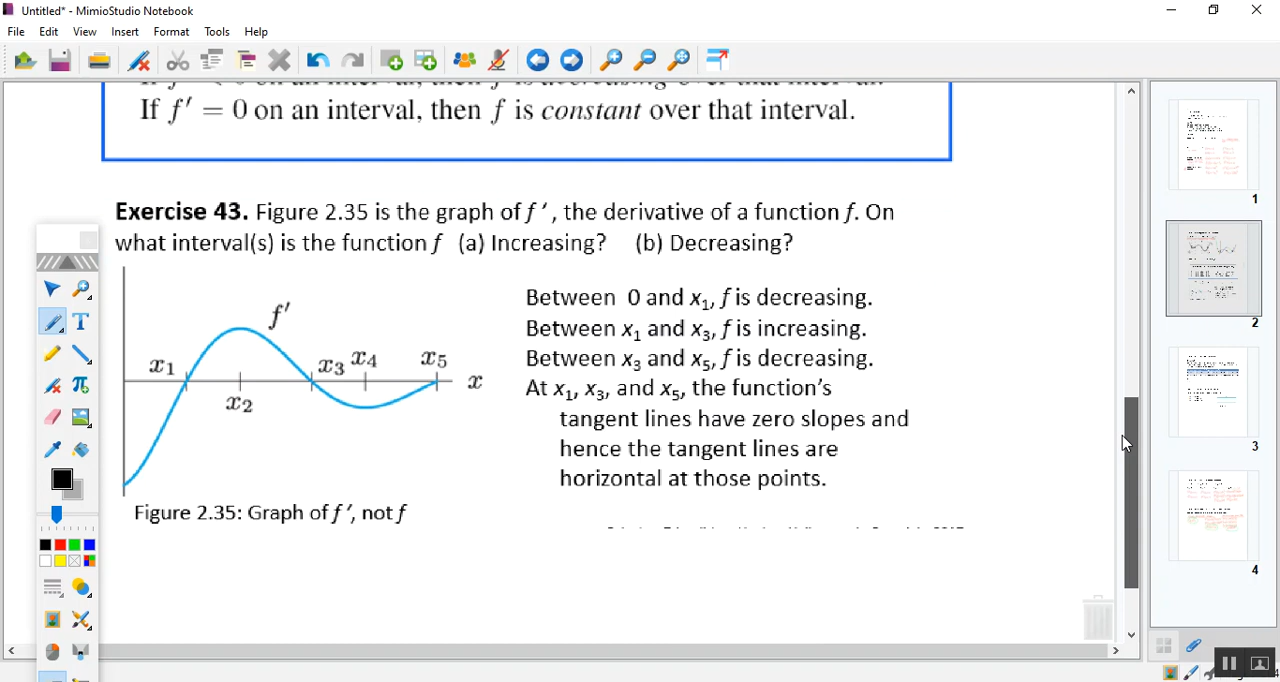 Untitled* - MimioStudio Notebook
File Edit View Insert Format Tools Help
If f′ = 0 on an interval, then f is constant over that interval.
Exercise 43. Figure 2.35 is the graph of f ′, the derivative of a function f. On
what interval(s) is the function f (a) Increasing? (b) Decreasing?
f′
x₁ x₃ x₄ x₅
x
x₂
Between 0 and x₁, f is decreasing.
Between x₁ and x₃, f is increasing.
Between x₃ and x₅, f is decreasing.
At x₁, x₃, and x₅, the function’s
tangent lines have zero slopes and
hence the tangent lines are
horizontal at those points.
Figure 2.35: Graph of f ′, not f
T
π
1
2
3
4